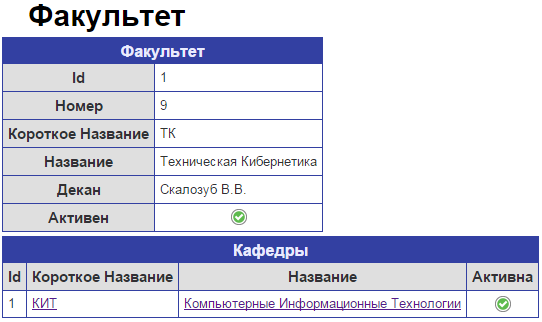 Факультет
Факультет
Id 1
Номер 9
Короткое Название ТК
Название Техническая Кибернетика
Декан Скалозуб В.В.
Активен
Кафедры
Id Короткое Название Название Активна
1 КИТ Компьютерные Информационные Технологии